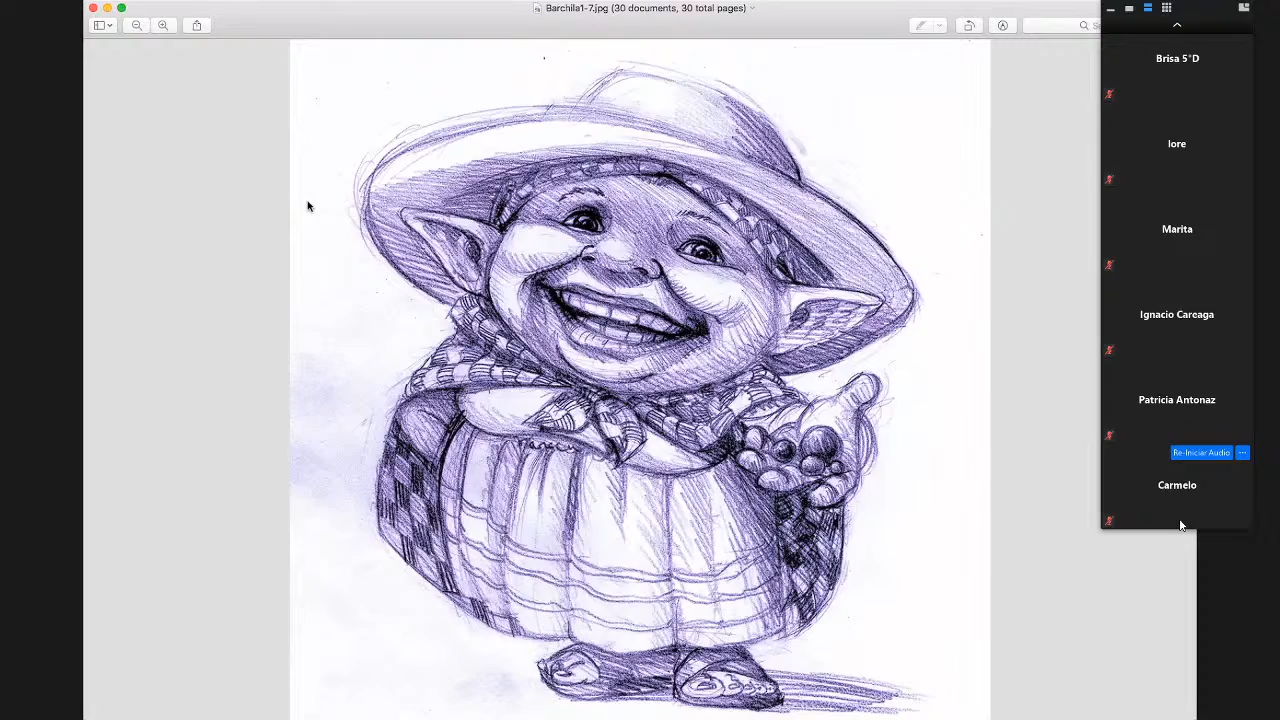 Barchila1-7.jpg (30 documents, 30 total pages)
Brisa 5°D
lore
Marita
Ignacio Careaga
Patricia Antonaz
Re-Iniciar Audio
Carmelo